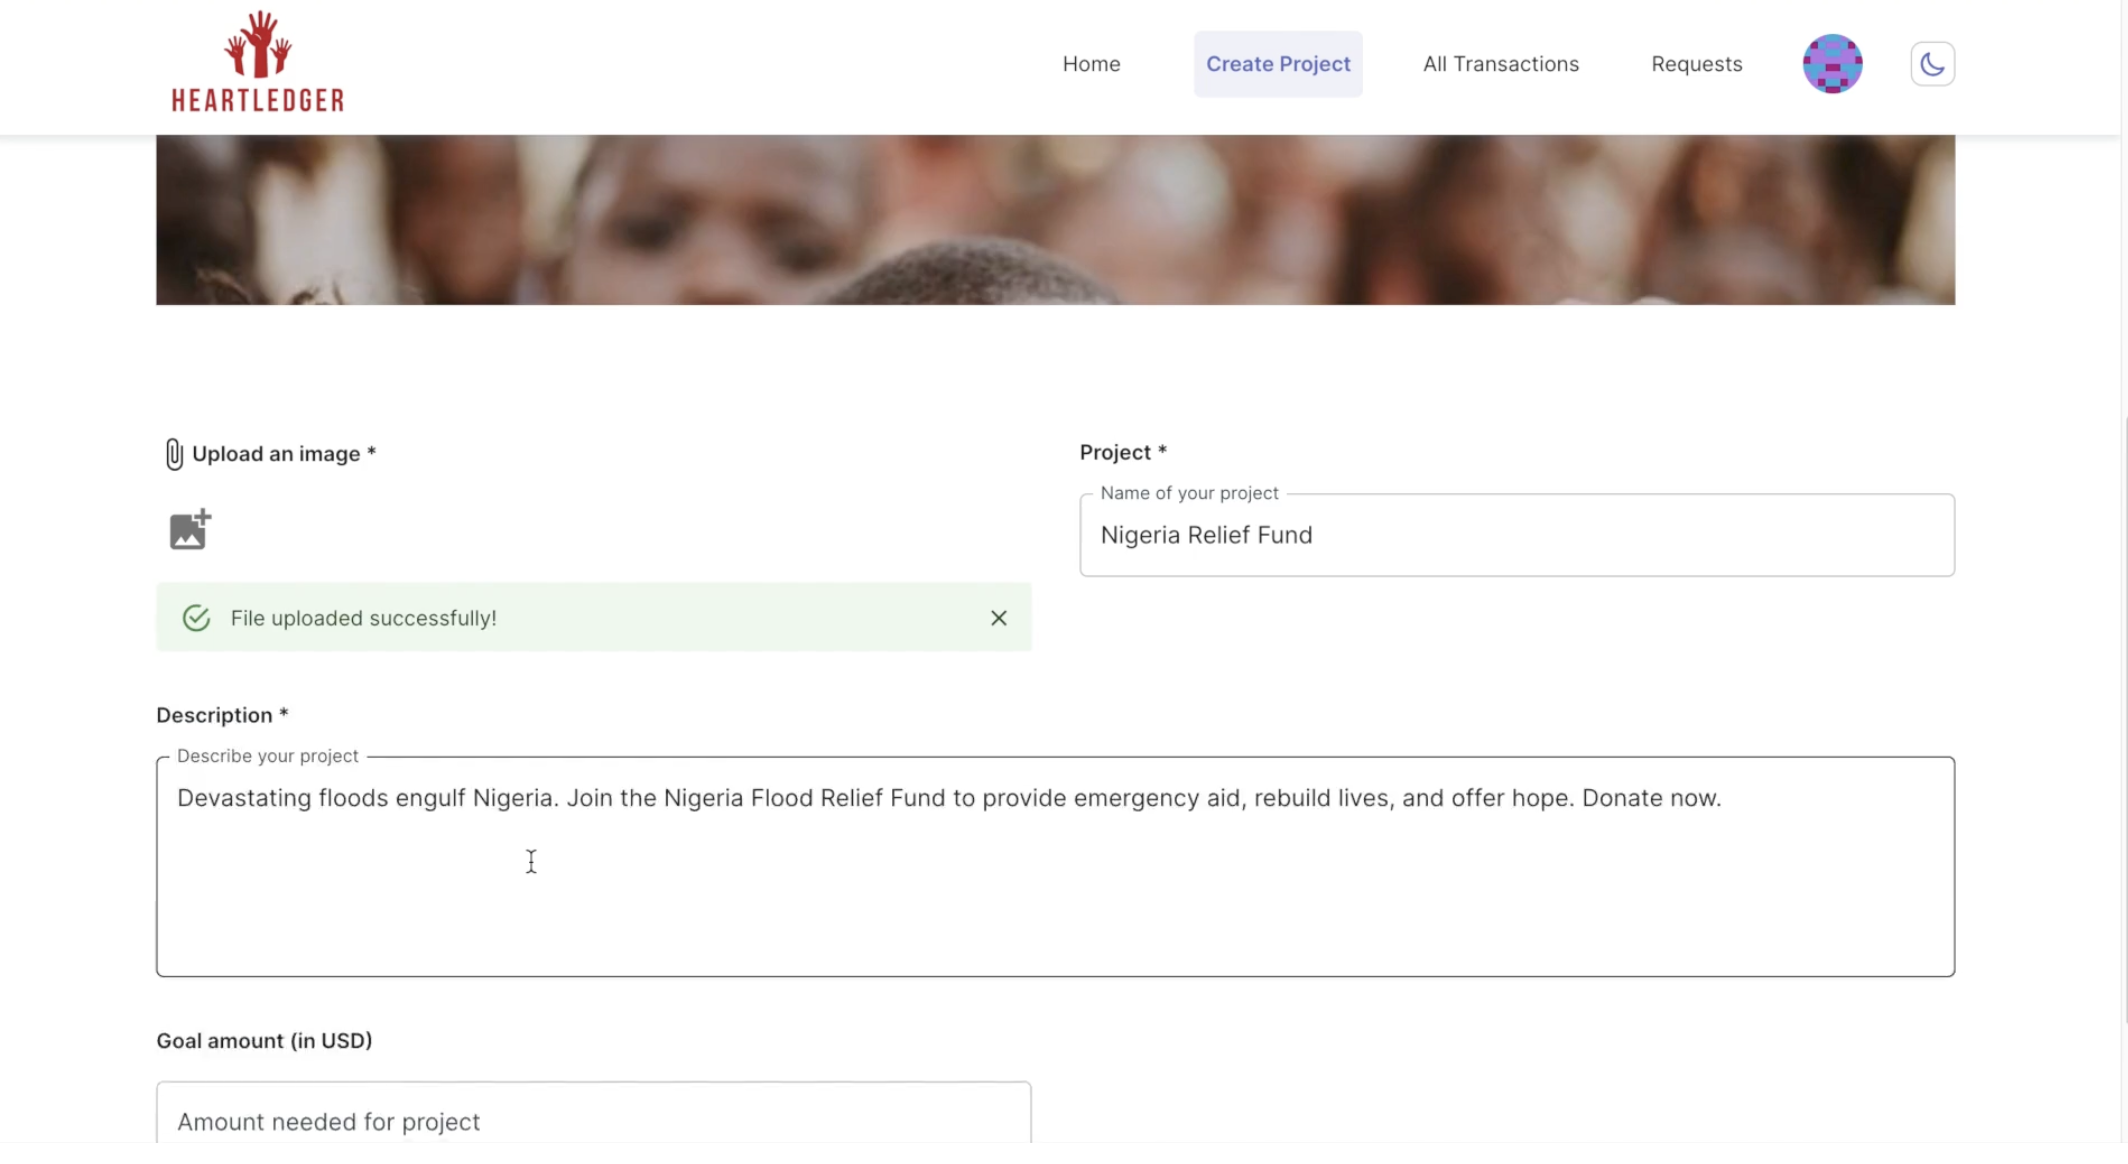 HEARTLEDGER
Home
Create Project
All Transactions
Requests
Upload an image *
Project *
Name of your project
Nigeria Relief Fund
File uploaded successfully!
Description *
Describe your project
Devastating floods engulf Nigeria. Join the Nigeria Flood Relief Fund to provide emergency aid, rebuild lives, and offer hope. Donate now.
Goal amount (in USD)
Amount needed for project